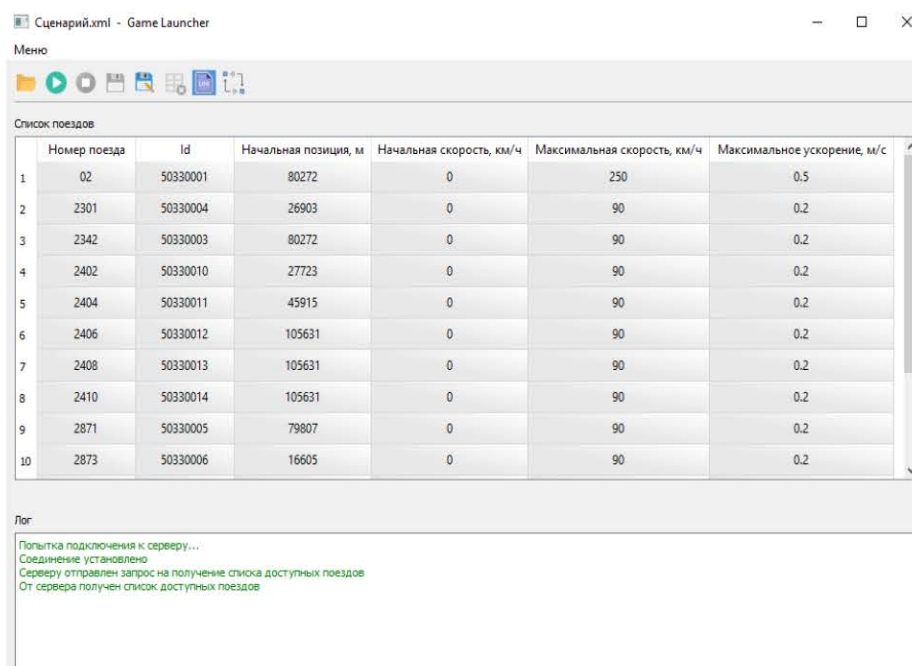 Сценарий.xml - Game Launcher
Меню
LOG
Список поездов
Номер поезда Id Начальная позиция, м Начальная скорость, км/ч Максимальная скорость, км/ч Максимальное ускорение, м/с
1 02 50330001 80272 0 250 0.5
2 2301 50330004 26903 0 90 0.2
3 2342 50330003 80272 0 90 0.2
4 2402 50330010 27723 0 90 0.2
5 2404 50330011 45915 0 90 0.2
6 2406 50330012 105631 0 90 0.2
7 2408 50330013 105631 0 90 0.2
8 2410 50330014 105631 0 90 0.2
9 2871 50330005 79807 0 90 0.2
10 2873 50330006 16605 0 90 0.2
Лог
Попытка подключения к серверу...
Соединение установлено
Серверу отправлен запрос на получение списка доступных поездов
От сервера получен список доступных поездов